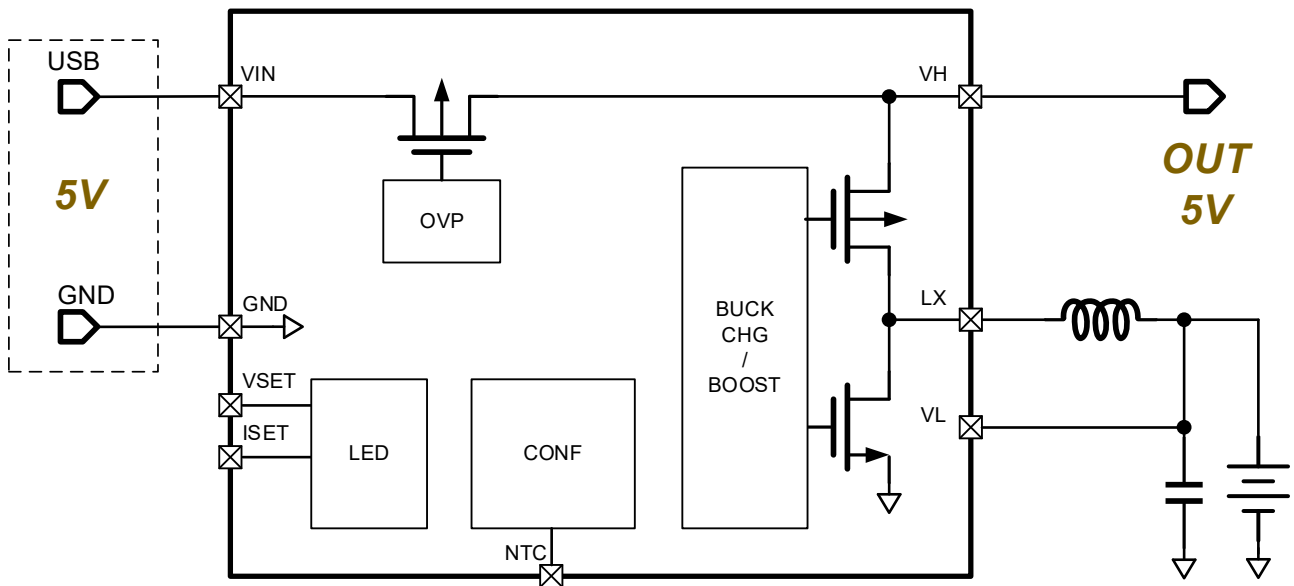 USB
VIN
VH
5V
OVP
OUT
5V
GND
GND
LX
BUCK
CHG
/
BOOST
VSET
ISET
LED
CONF
VL
NTC